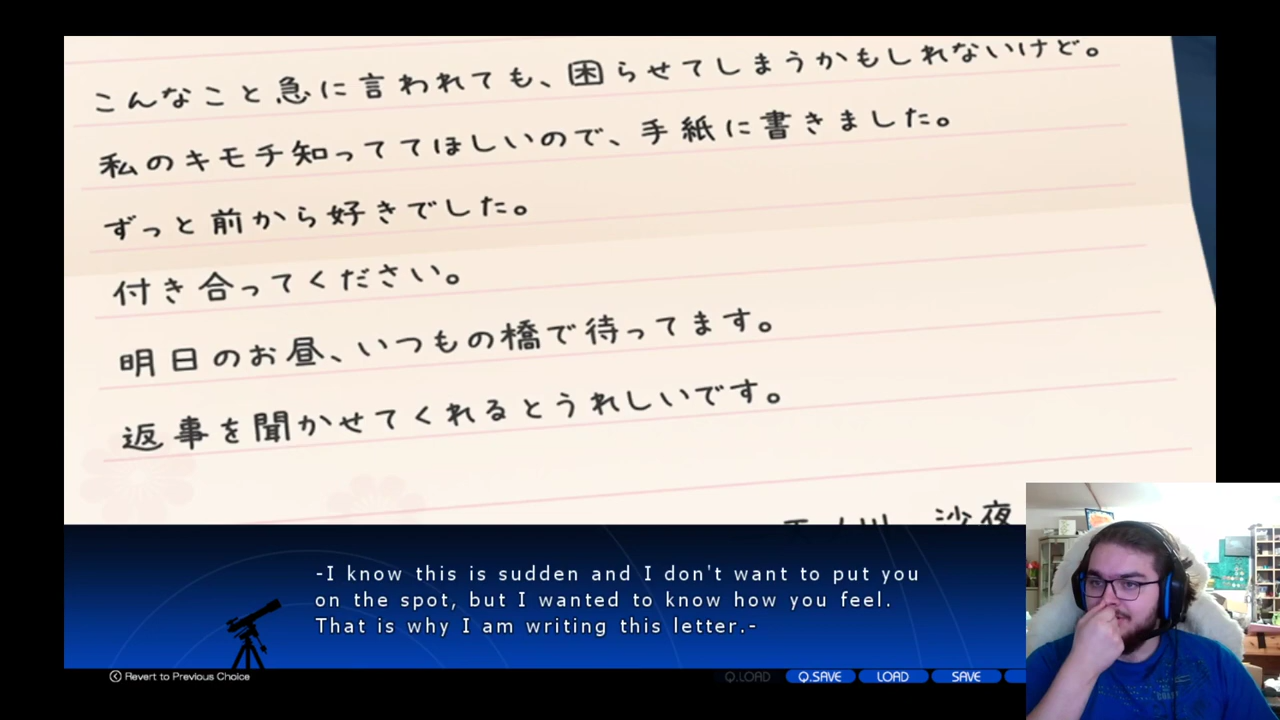 こんなこと急に言われても、困らせてしまうかもしれないけど。
私のキモチ知っててほしいので、手紙に書きました。
ずっと前から好きでした。
付き合ってください。
明日のお昼、いつもの橋で待ってます。
返事を聞かせてくれるとうれしいです。
沙夜
-I know this is sudden and I don't want to put you
on the spot, but I wanted to know how you feel.
That is why I am writing this letter.-
Revert to Previous Choice
Q.LOAD
Q.SAVE
LOAD
SAVE